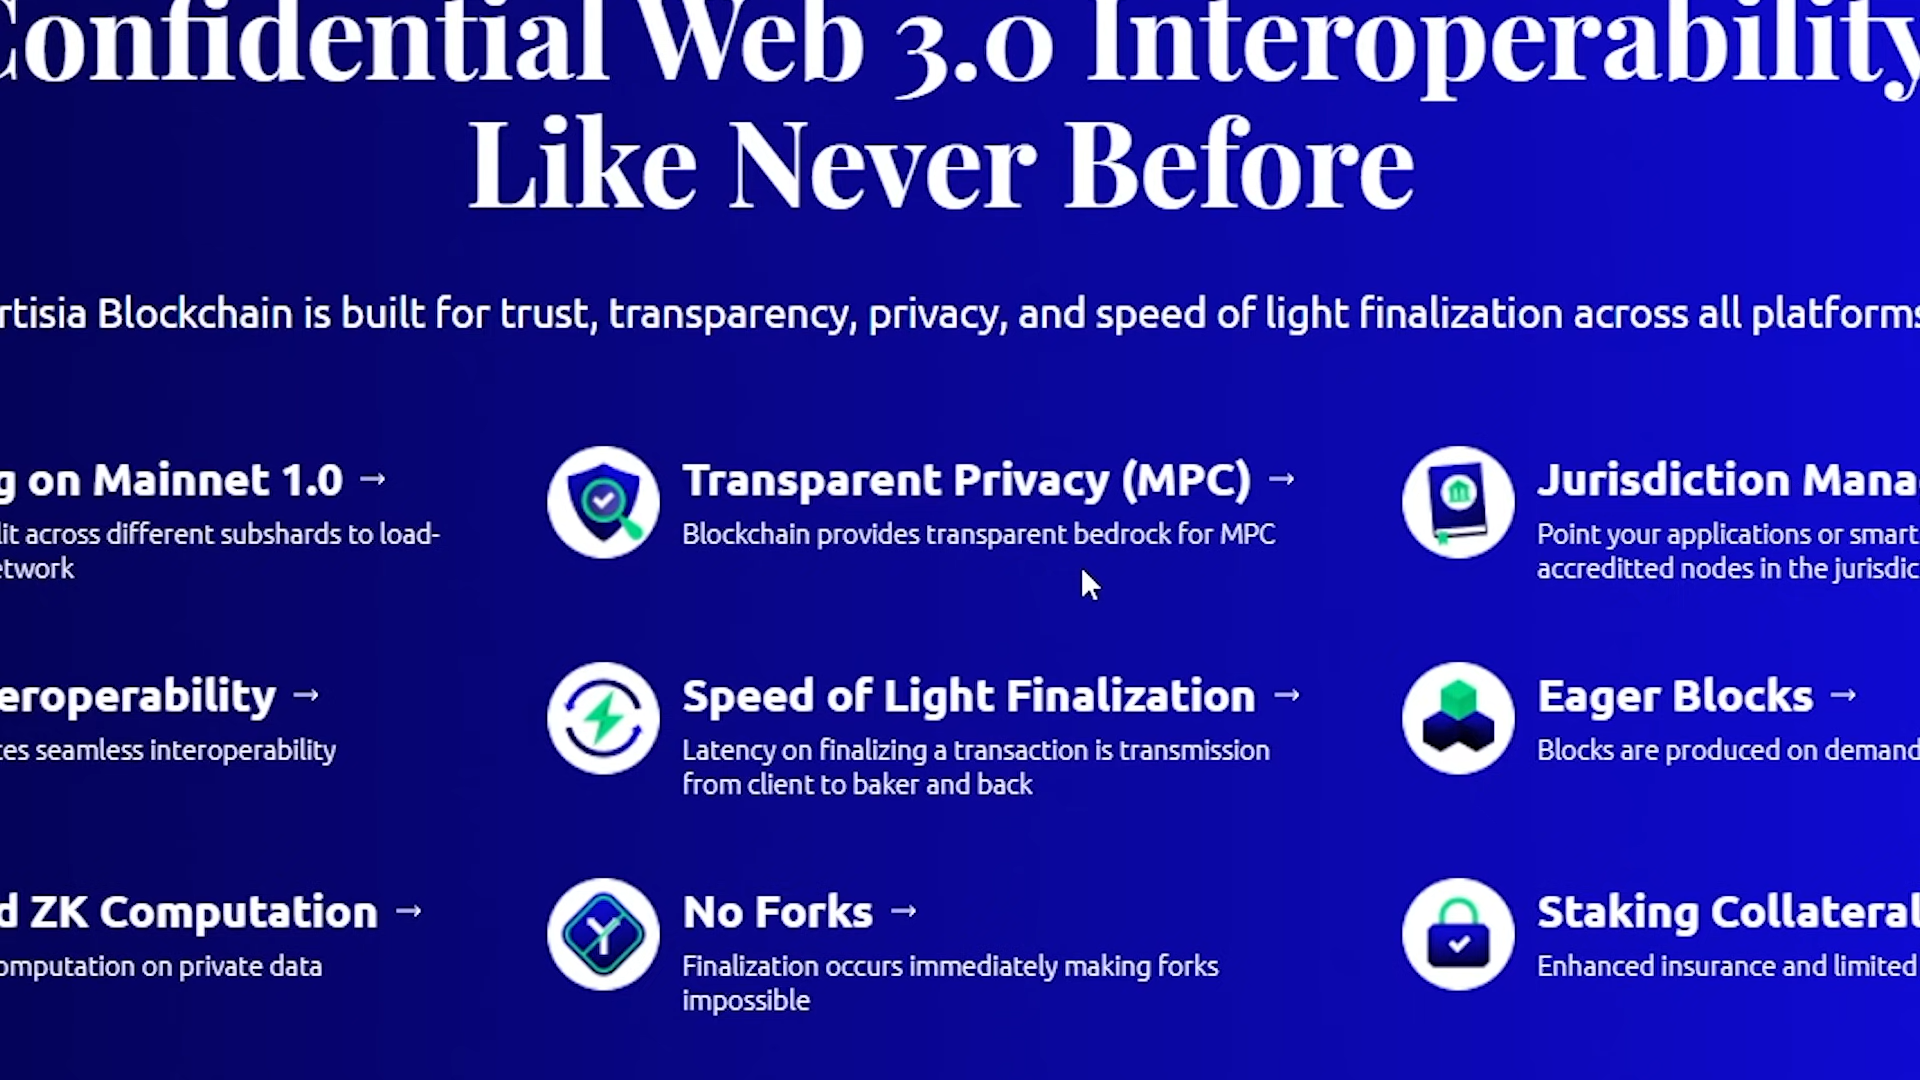 Confidential Web 3.0 Interoperability
Like Never Before
rtisia Blockchain is built for trust, transparency, privacy, and speed of light finalization across all platforms
g on Mainnet 1.0 →
lit across different subshards to load-
etwork
Transparent Privacy (MPC) →
Blockchain provides transparent bedrock for MPC
Jurisdiction Mana
Point your applications or smart
accreditted nodes in the jurisdic
eroperability →
tes seamless interoperability
Speed of Light Finalization →
Latency on finalizing a transaction is transmission
from client to baker and back
Eager Blocks →
Blocks are produced on demand
d ZK Computation →
omputation on private data
No Forks →
Finalization occurs immediately making forks
impossible
Staking Collateral
Enhanced insurance and limited